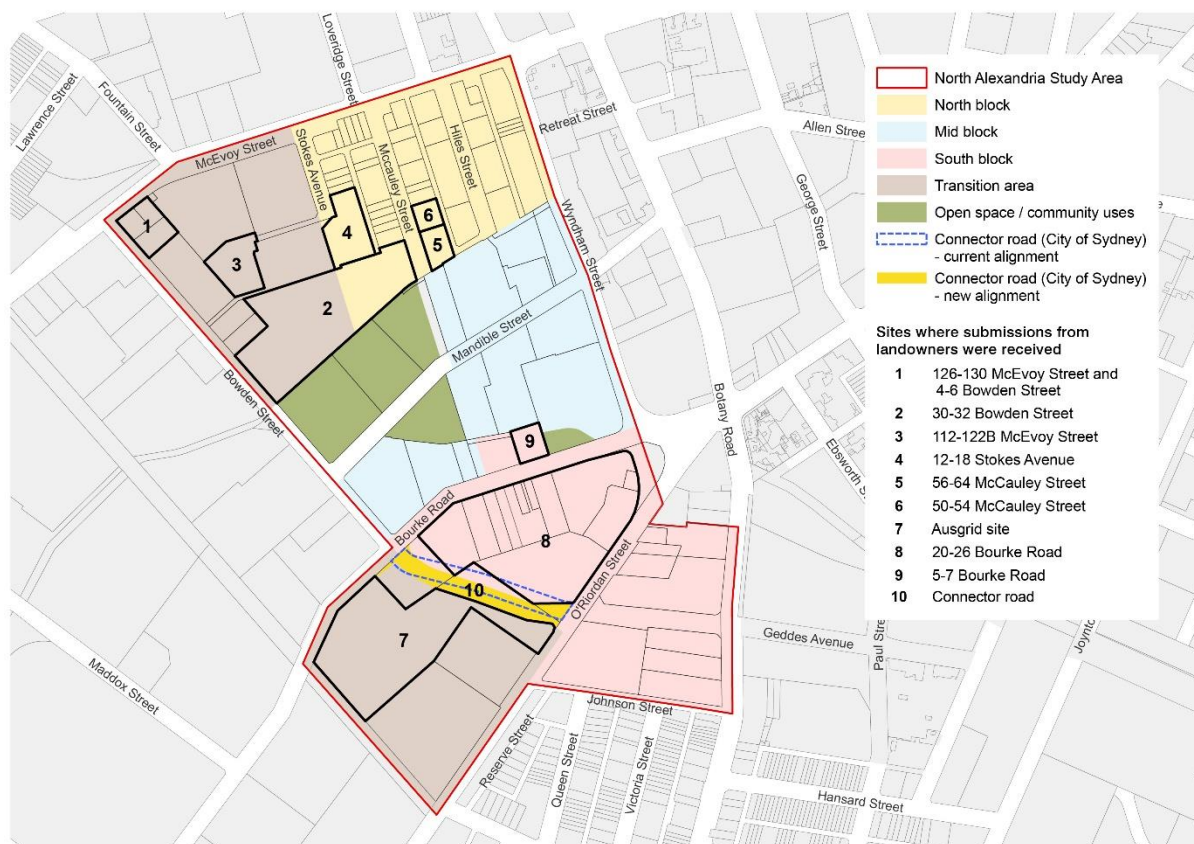 Lawrence Street
Fountain Street
Loveridge Street
McEvoy Street
Stokes Avenue
Mccauley Street
Hiles Street
Retreat Street
Allen Stree
George Street
Wyndham Street
1
3
4
6
5
2
Mandible Street
Bowden Street
Botany Road
9
Bourke Road
8
O'Riordan Street
10
7
Maddox Street
Reserve Street
Queen Street
Victoria Street
Johnson Street
Geddes Avenue
Paul Street
Hansard Street
North Alexandria Study Area
North block
Mid block
South block
Transition area
Open space / community uses
Connector road (City of Sydney)
- current alignment
Connector road (City of Sydney)
- new alignment
Sites where submissions from
landowners were received
1 126-130 McEvoy Street and
4-6 Bowden Street
2 30-32 Bowden Street
3 112-122B McEvoy Street
4 12-18 Stokes Avenue
5 56-64 McCauley Street
6 50-54 McCauley Street
7 Ausgrid site
8 20-26 Bourke Road
9 5-7 Bourke Road
10 Connector road